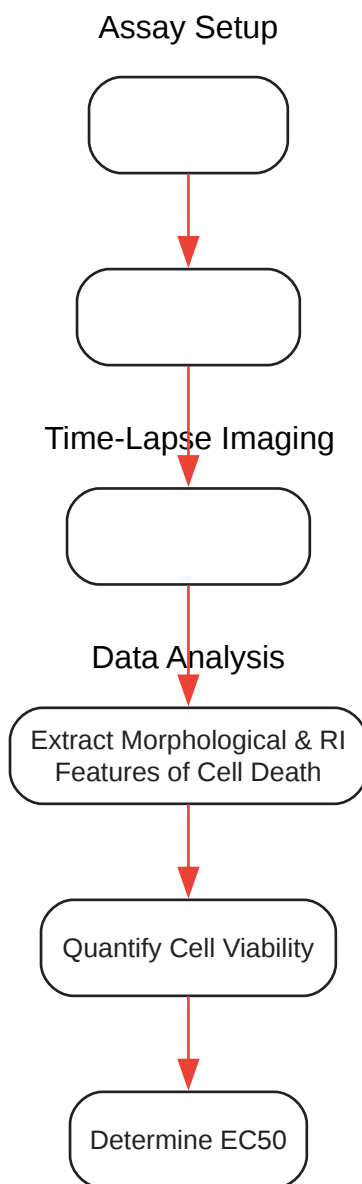 Assay Setup
Time-Lapse Imaging
Data Analysis
Extract Morphological & RI
Features of Cell Death
Quantify Cell Viability
Determine EC50